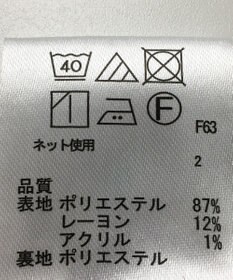 40
F
F63
ネット使用
2
品質
表地 ポリエステル 87%
レーヨン 12%
アクリル 1%
裏地 ポリエステル